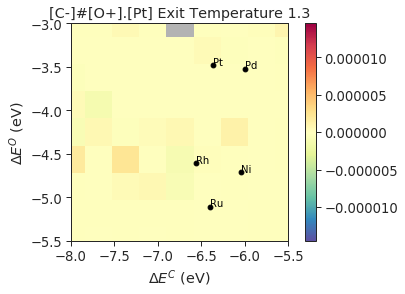 [C-]#[O+].[Pt] Exit Temperature 1.3
−3.0
−3.5
−4.0
−4.5
−5.0
−5.5
ΔE^O (eV)
Pt
Pd
Rh
Ni
Ru
−8.0 −7.5 −7.0 −6.5 −6.0 −5.5
ΔE^C (eV)
0.000010
0.000005
0.000000
−0.000005
−0.000010